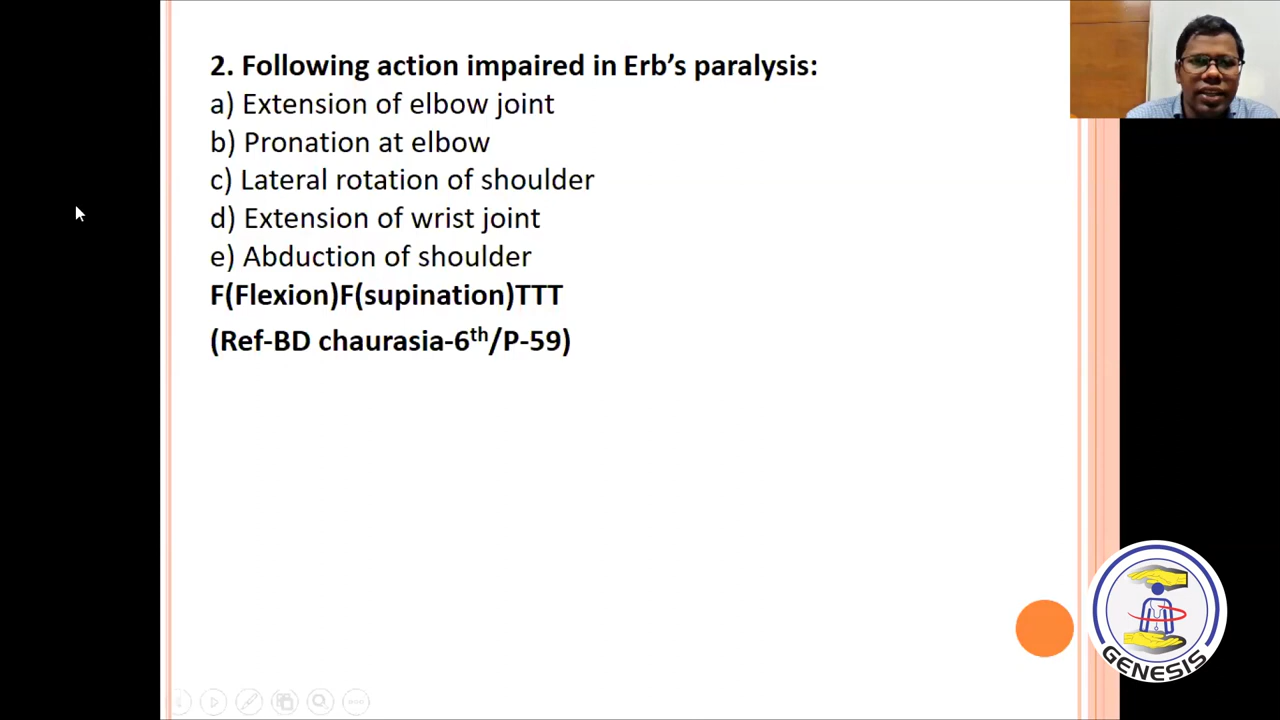 2. Following action impaired in Erb’s paralysis:
a) Extension of elbow joint
b) Pronation at elbow
c) Lateral rotation of shoulder
d) Extension of wrist joint
e) Abduction of shoulder
F(Flexion)F(supination)TTT
(Ref-BD chaurasia-6th/P-59)
GENESIS